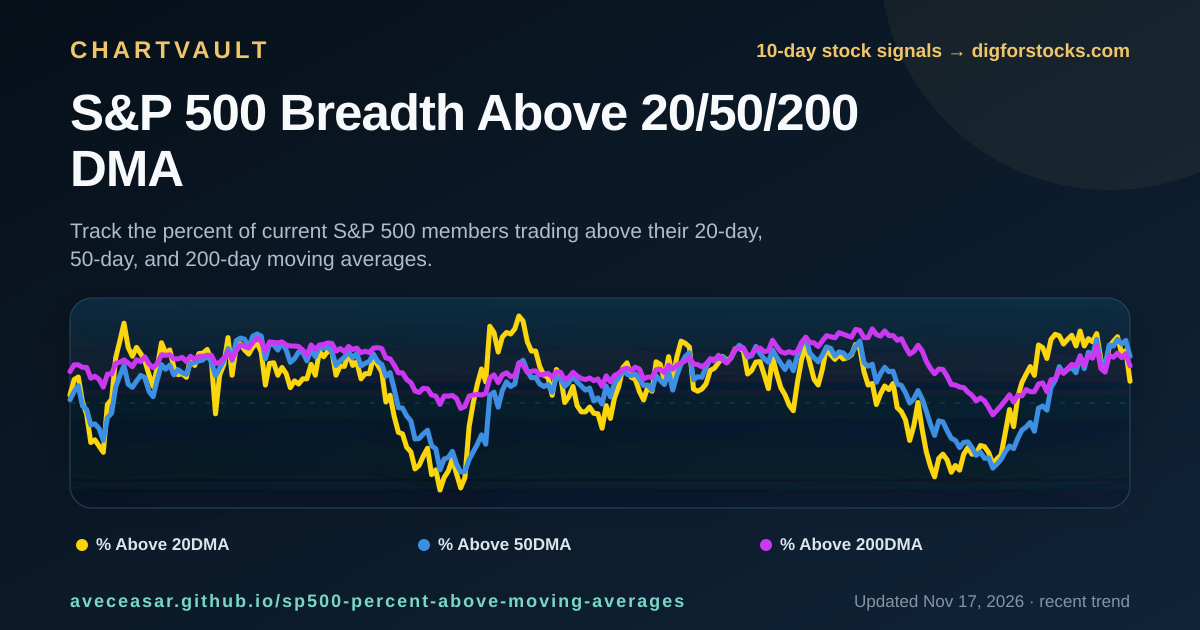 CHARTVAULT
10-day stock signals → digforstocks.com
S&P 500 Breadth Above 20/50/200
DMA
Track the percent of current S&P 500 members trading above their 20-day,
50-day, and 200-day moving averages.
% Above 20DMA
% Above 50DMA
% Above 200DMA
aveceasar.github.io/sp500-percent-above-moving-averages
Updated Nov 17, 2026 · recent trend